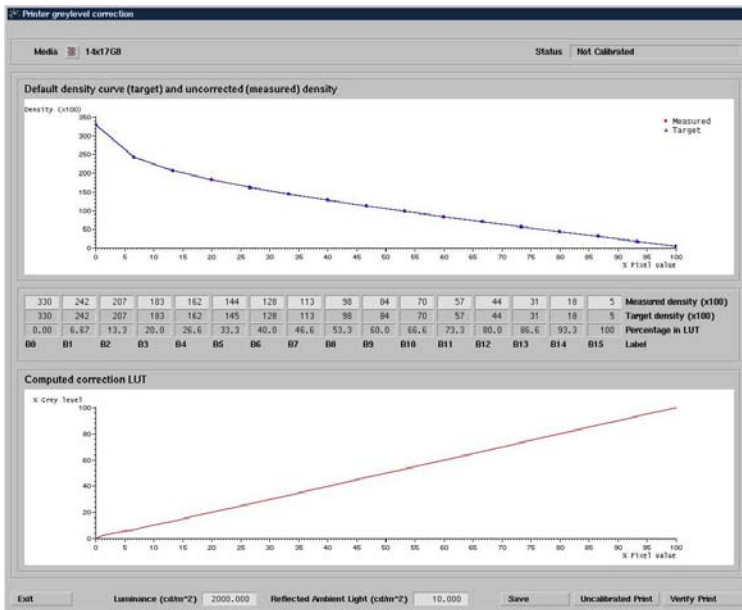 Printer greylevel correction
Media 14x17GB Status Not Calibrated
Default density curve (target) and uncorrected (measured) density
Density (x100)
350
300
250
200
150
100
50
0
Measured
Target
0 5 10 15 20 25 30 35 40 45 50 55 60 65 70 75 80 85 90 95 100
% Pixel value
330 242 207 183 162 144 128 113 98 84 70 57 44 31 18 5 Measured density (x100)
330 242 207 183 162 145 128 113 98 84 70 57 44 31 18 5 Target density (x100)
0.00 6.67 13.3 20.0 26.6 33.3 40.0 46.6 53.3 60.0 66.6 73.3 80.0 86.6 93.3 100 Percentage in LUT
B0 B1 B2 B3 B4 B5 B6 B7 B8 B9 B10 B11 B12 B13 B14 B15 Label
Computed correction LUT
% Grey level
100
80
60
40
20
0
0 5 10 15 20 25 30 35 40 45 50 55 60 65 70 75 80 85 90 95 100
% Pixel value
Exit Luminance (cd/m^2) 2000.000 Reflected Ambient Light (cd/m^2) 10.000 Save Uncalibrated Print Verify Print